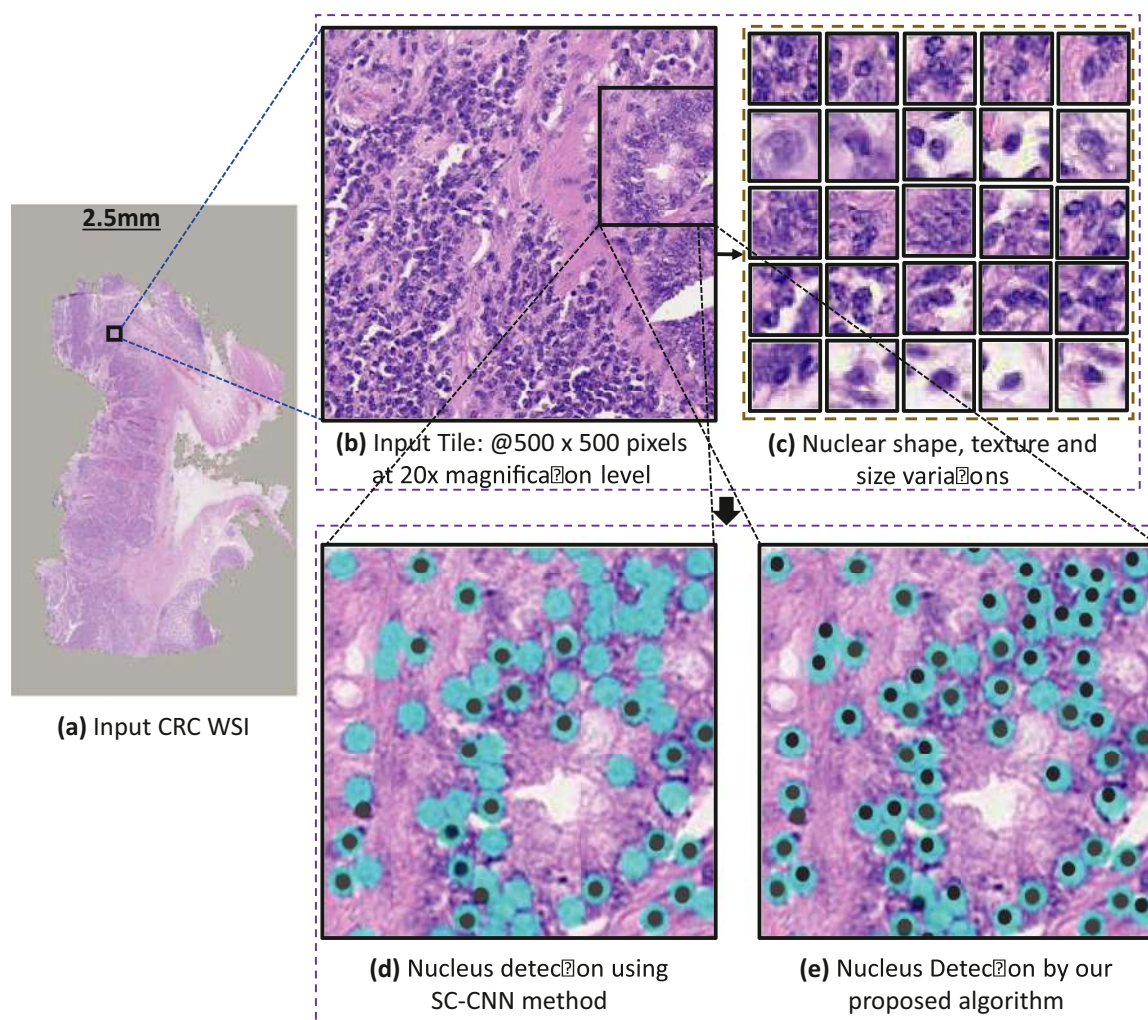 2.5mm
(a) Input CRC WSI
(b) Input Tile: @500 x 500 pixels
at 20x magnifica�on level
(c) Nuclear shape, texture and
size varia�ons
(d) Nucleus detec�on using
SC-CNN method
(e) Nucleus Detec�on by our
proposed algorithm